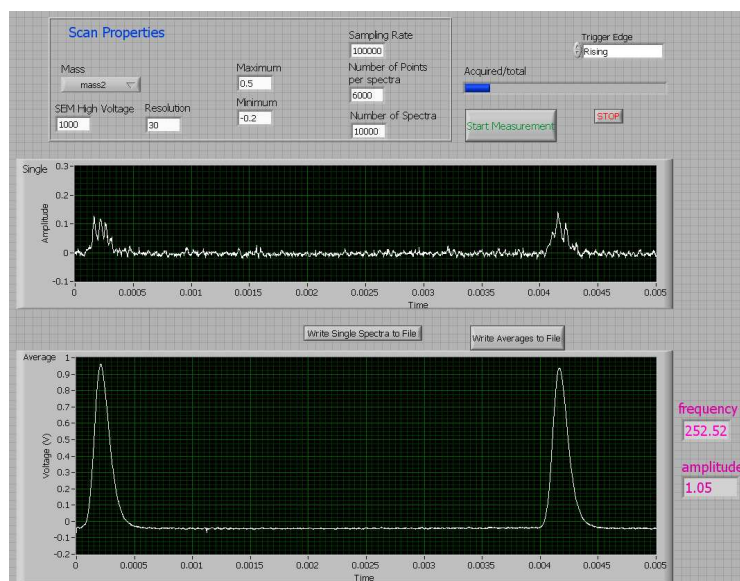 Scan Properties
Mass
mass2
SEM High Voltage
1000
Resolution
30
Maximum
0.5
Minimum
-0.2
Sampling Rate
100000
Number of Points
per spectra
6000
Number of Spectra
10000
Trigger Edge
Rising
Acquired/total
Start Measurement
STOP
Single
0.3
0.2
0.1
0
-0.1
Amplitude
0 0.0005 0.001 0.0015 0.002 0.0025 0.003 0.0035 0.004 0.0045 0.005
Time
Write Single Spectra to File
Write Averages to File
Average
1
0.9
0.8
0.7
0.6
0.5
0.4
0.3
0.2
0.1
0
-0.1
-0.2
Voltage (V)
0 0.0005 0.001 0.0015 0.002 0.0025 0.003 0.0035 0.004 0.0045 0.005
Time
frequency
252.52
amplitude
1.05